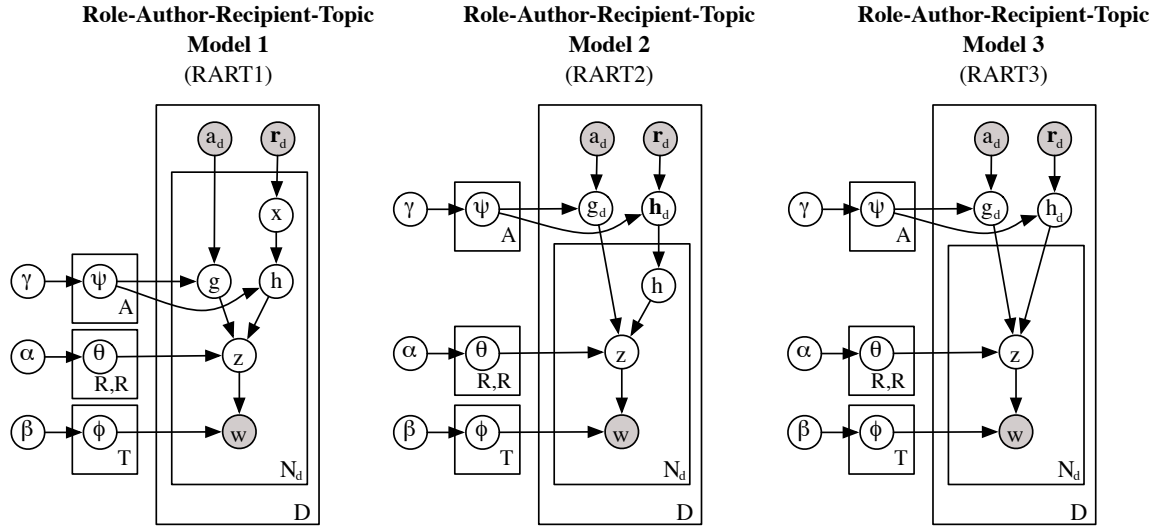 Role-Author-Recipient-Topic
Model 1
(RART1)
a_d
r_d
x
γ
ψ
g
h
A
α
θ
z
R,R
β
ϕ
w
T
N_d
D
Role-Author-Recipient-Topic
Model 2
(RART2)
a_d
r_d
γ
ψ
g_d
h_d
A
h
α
θ
z
R,R
β
ϕ
w
T
N_d
D
Role-Author-Recipient-Topic
Model 3
(RART3)
a_d
r_d
γ
ψ
g_d
h_d
A
α
θ
z
R,R
β
ϕ
w
T
N_d
D